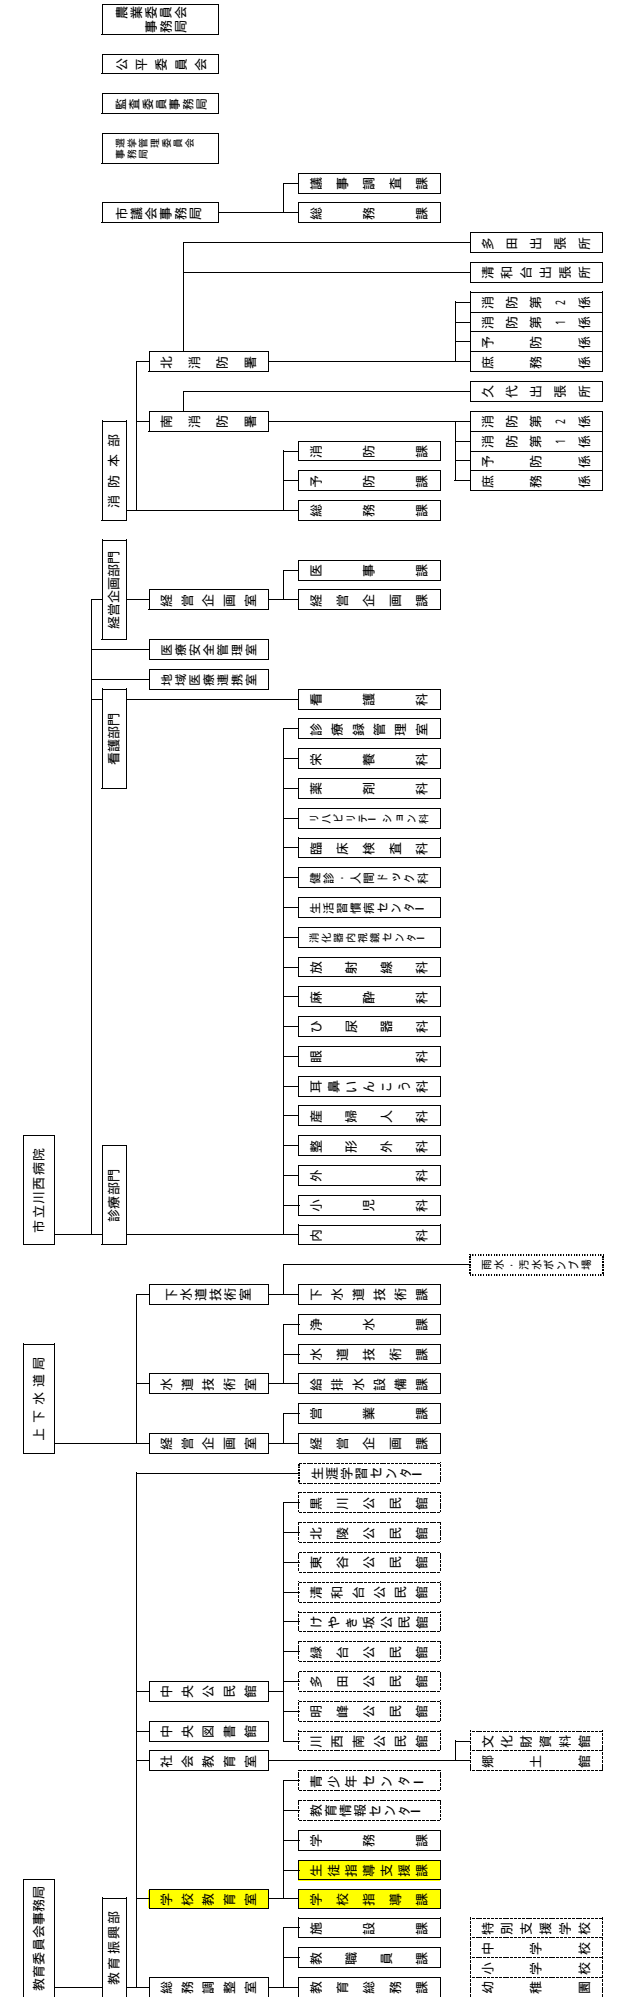 教育委員会事務局
教育振興部
総務調整室
教育総務課
教職員課
施設課
幼稚園
小学校
中学校
特別支援学校
学校教育室
学校指導課
生徒指導支援課
学務課
教育情報センター
青少年センター
社会教育室
郷土館
文化財資料館
中央図書館
中央公民館
川西南公民館
明峰公民館
多田公民館
緑台公民館
けやき坂公民館
清和台公民館
東谷公民館
北陵公民館
黒川公民館
生涯学習センター
上下水道局
経営企画室
経営企画課
営業課
水道技術室
給排水設備課
水道技術課
浄水課
下水道技術室
下水道技術課
雨水・汚水ポンプ場
市立川西病院
診療部門
内科
小児科
外科
整形外科
産婦人科
耳鼻いんこう科
眼科
ひ尿器科
麻酔科
放射線科
消化器内視鏡センター
生活習慣病センター
健診・人間ドック科
臨床検査科
リハビリテーション科
薬剤科
栄養科
診療録管理室
看護部門
看護科
地域医療連携室
医療安全管理室
経営企画部門
経営企画室
経営企画課
医事課
消防本部
総務課
予防課
消防課
南消防署
庶務係
予防係
消防第1係
消防第2係
久代出張所
北消防署
庶務係
予防係
消防第1係
消防第2係
清和台出張所
多田出張所
市議会事務局
総務課
議事調査課
選挙管理委員会
事務局
監査委員事務局
公平委員会
農業委員会
事務局